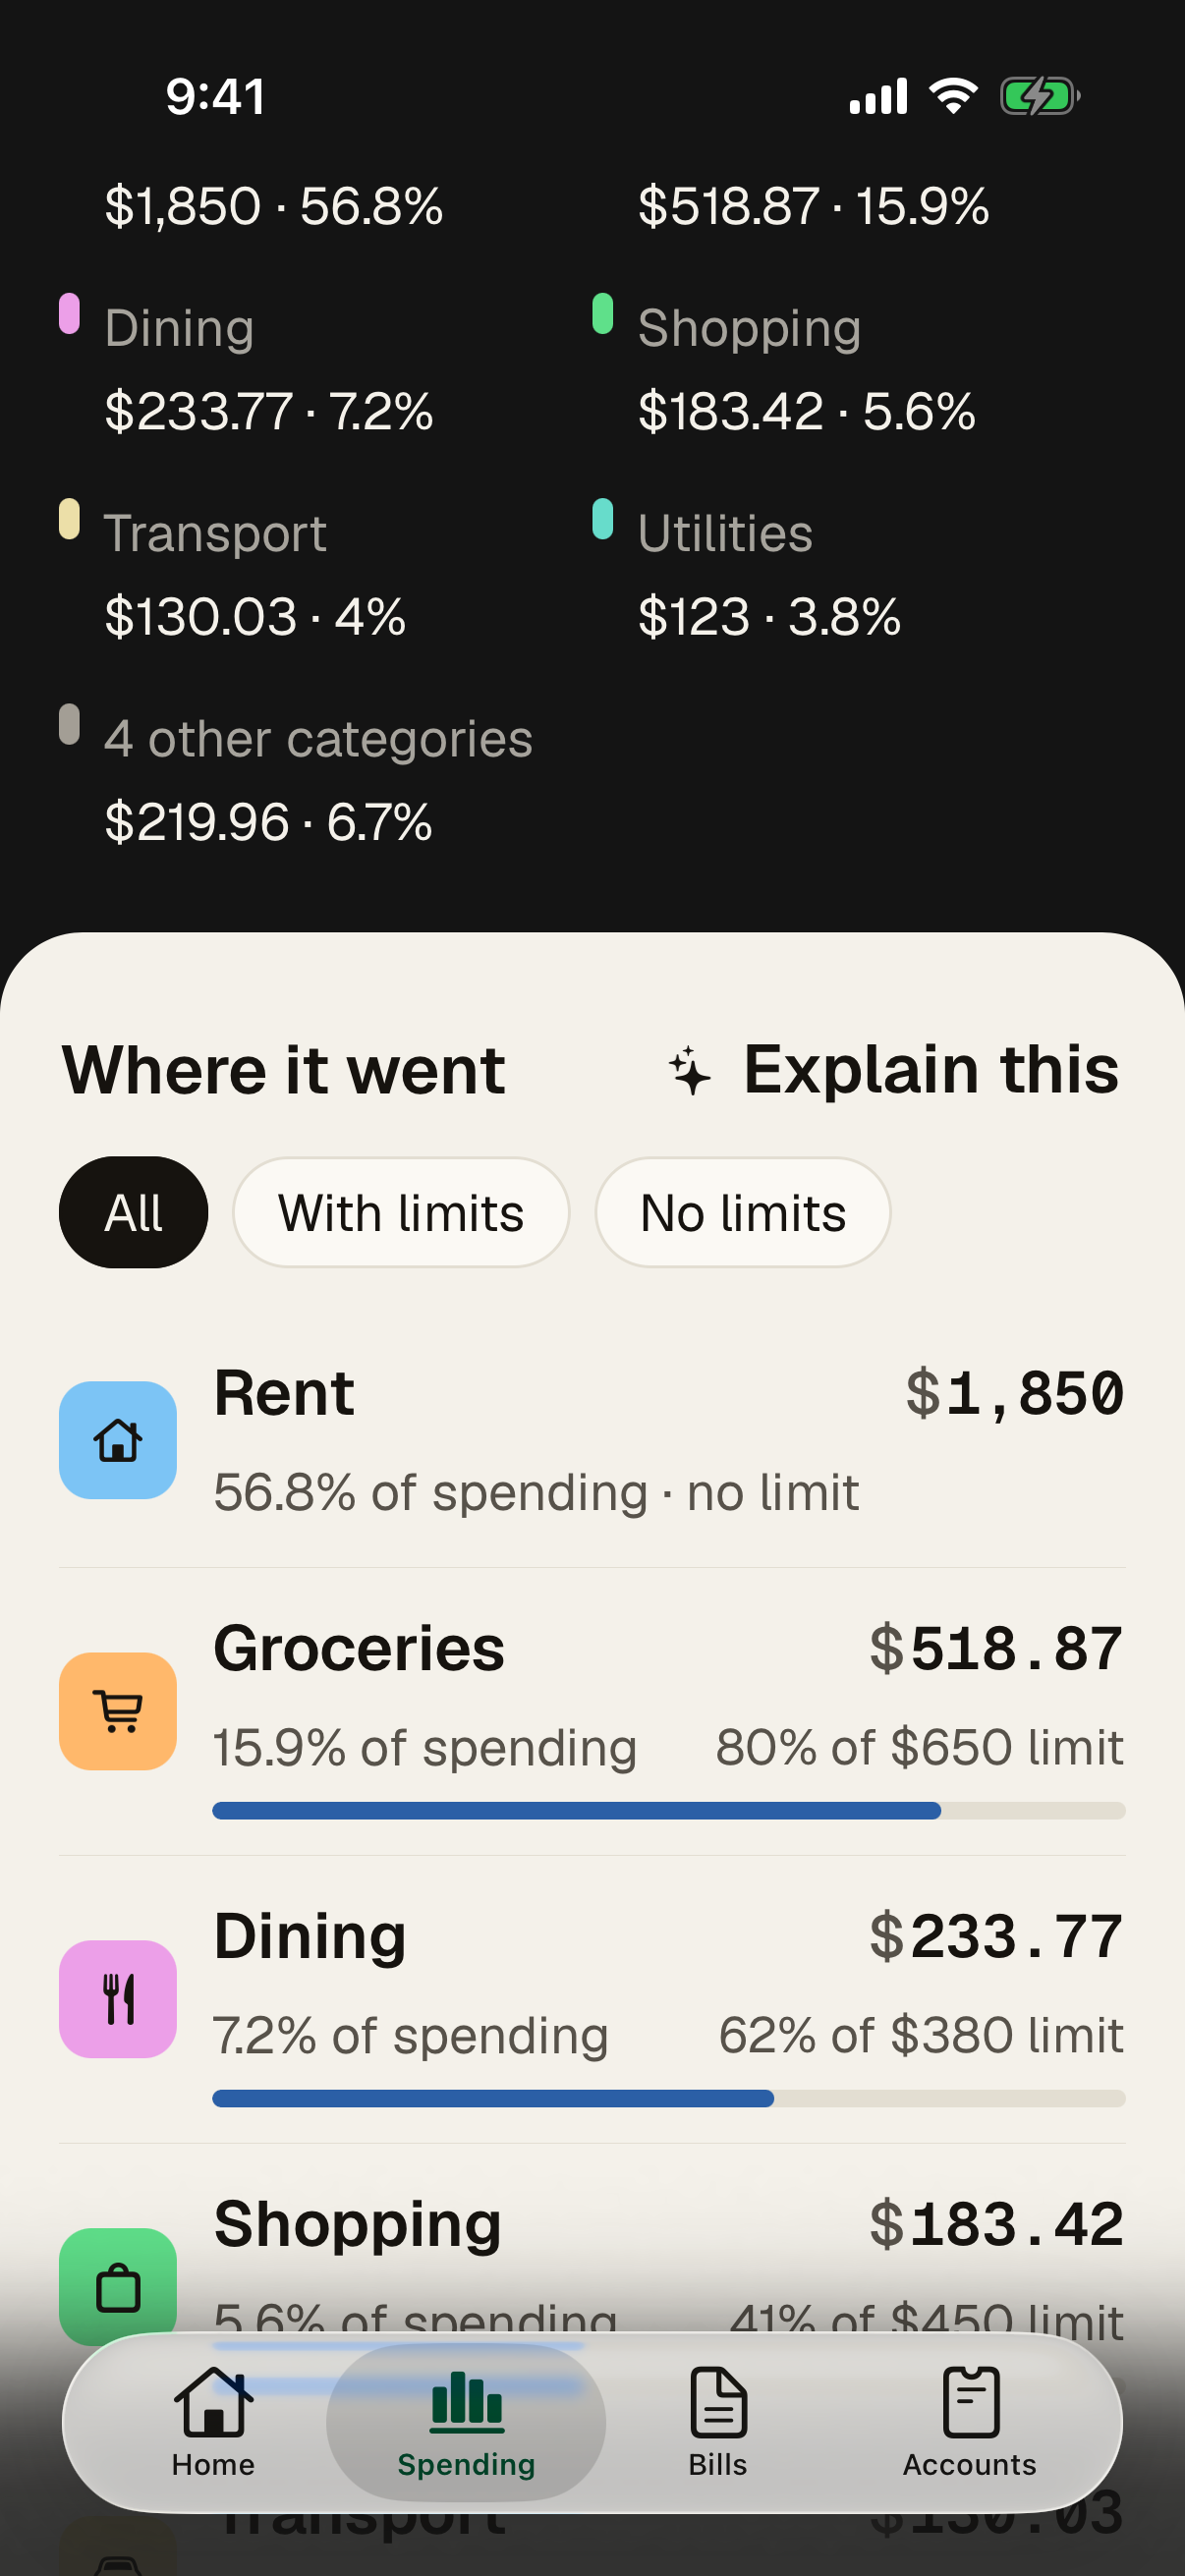 9:41
$1,850 · 56.8%
$518.87 · 15.9%
Dining
Shopping
$233.77 · 7.2%
$183.42 · 5.6%
Transport
Utilities
$130.03 · 4%
$123 · 3.8%
4 other categories
$219.96 · 6.7%
Where it went
Explain this
All
With limits
No limits
Rent
$1,850
56.8% of spending · no limit
Groceries
$518.87
15.9% of spending
80% of $650 limit
Dining
$233.77
7.2% of spending
62% of $380 limit
Shopping
$183.42
5.6% of spending
41% of $450 limit
Home
Spending
Bills
Accounts
Transport
$130.03